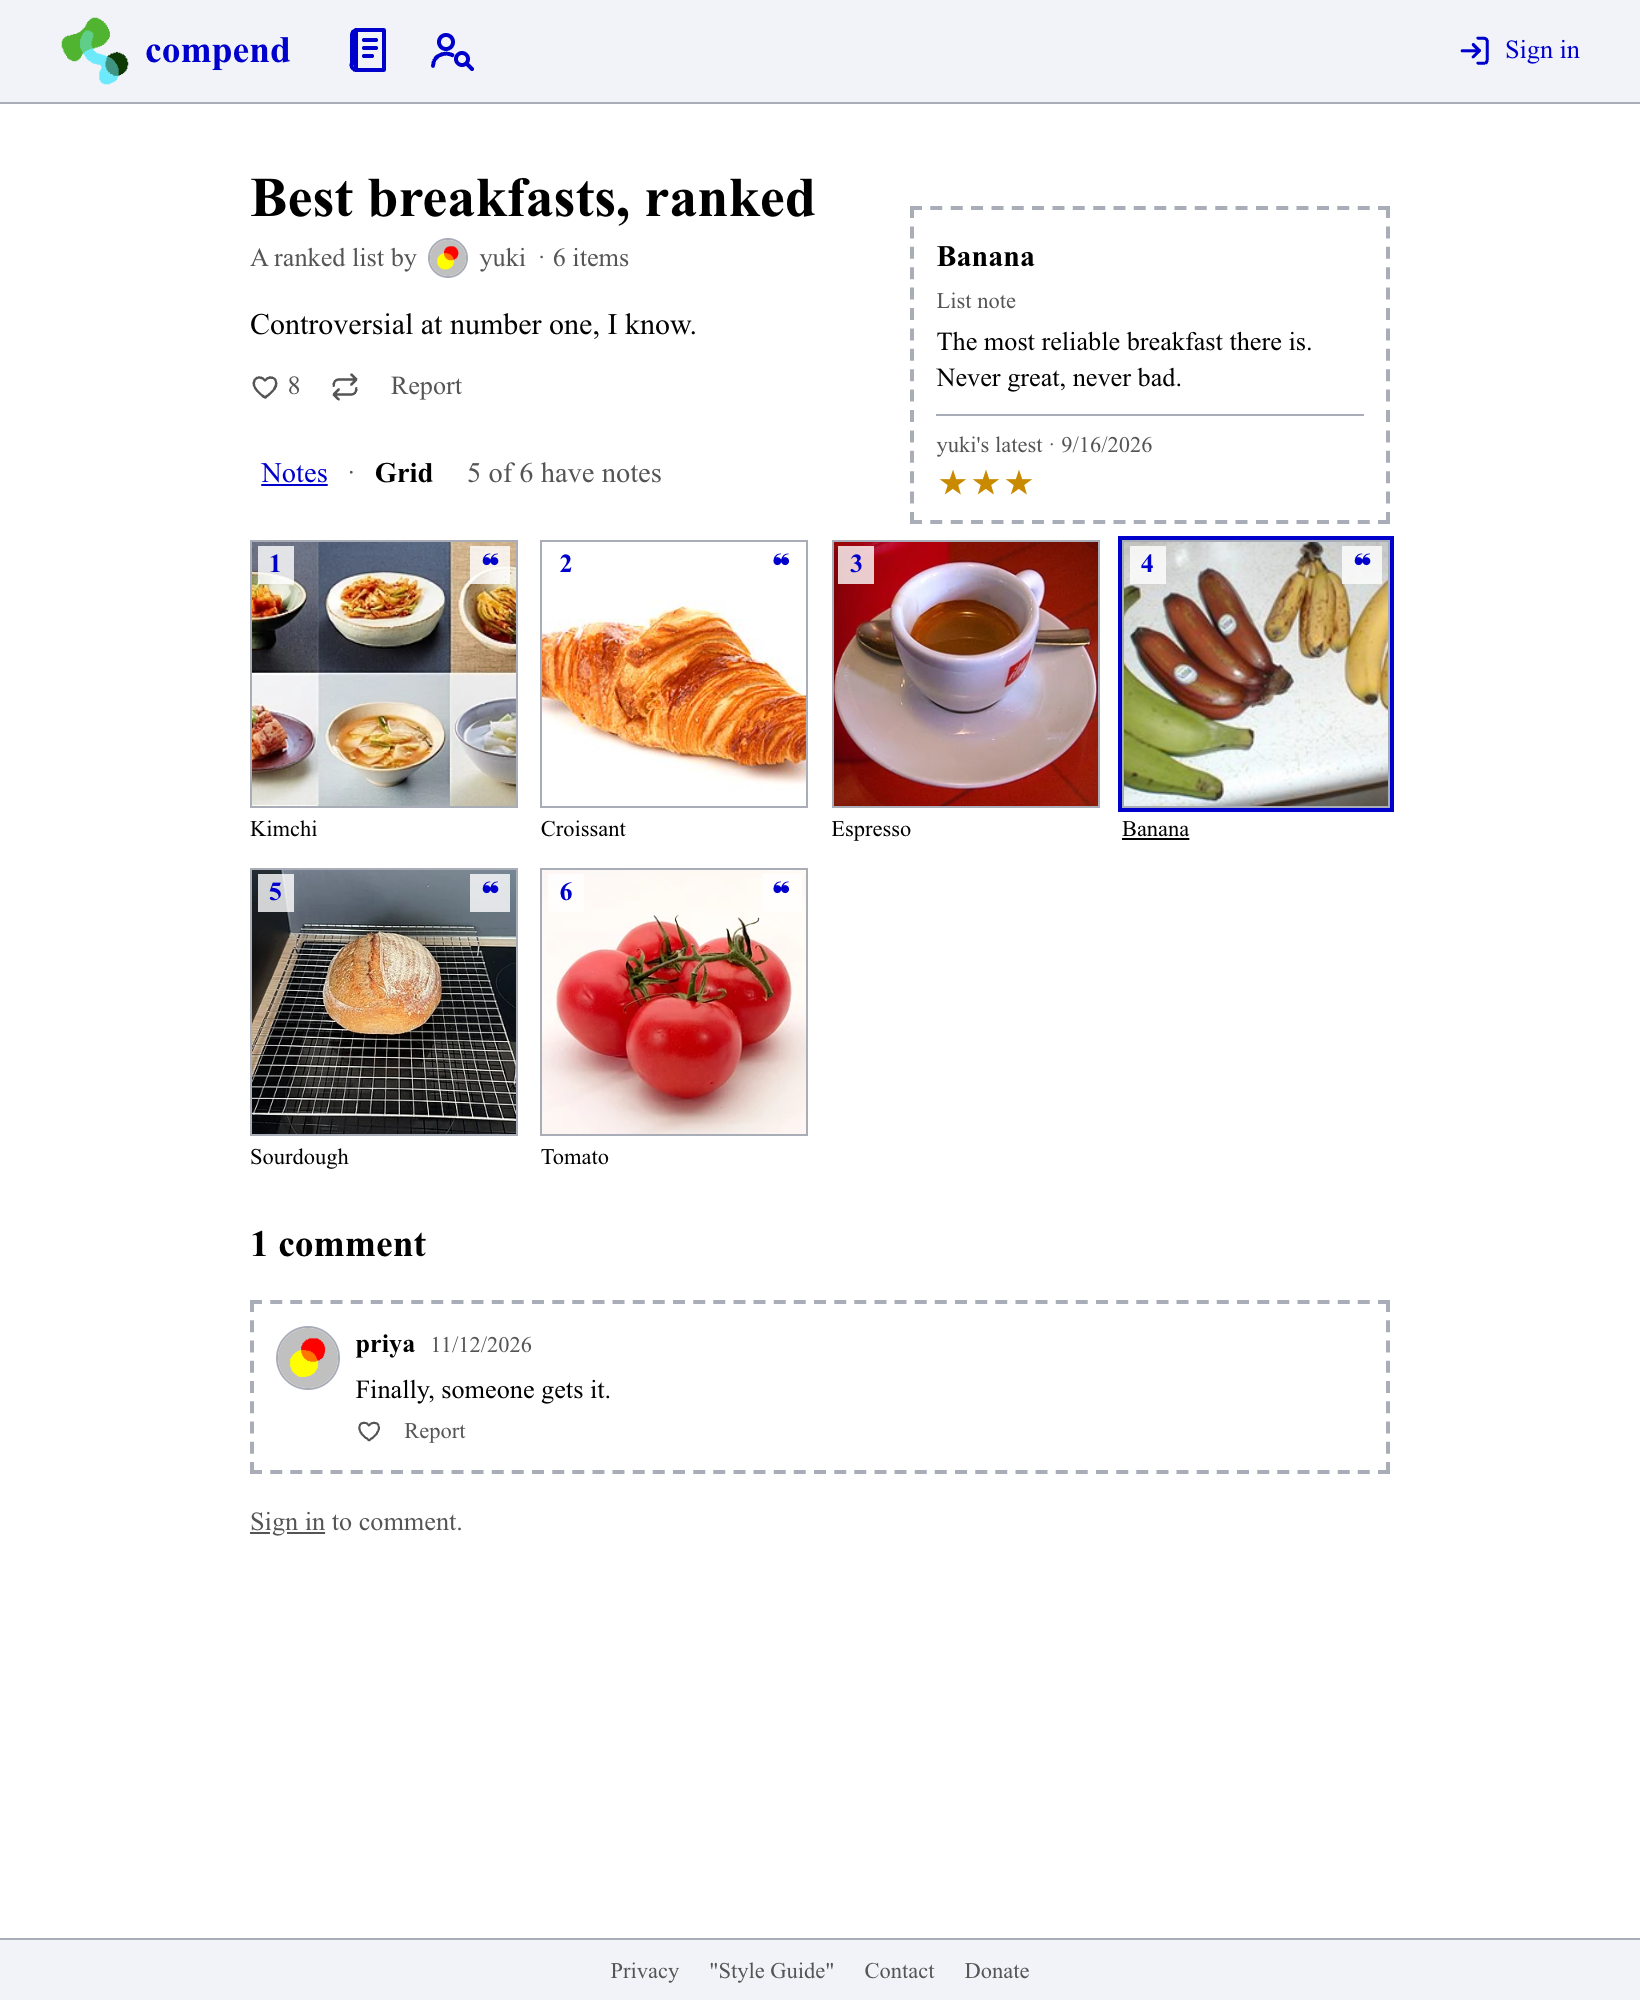 compend
Sign in
Best breakfasts, ranked
A ranked list by yuki · 6 items
Controversial at number one, I know.
8 Report
Notes · Grid 5 of 6 have notes
Banana
List note
The most reliable breakfast there is.
Never great, never bad.
yuki's latest · 9/16/2026
★★★
1 ❝
2 ❝
3
4 ❝
Kimchi
Croissant
Espresso
Banana
5 ❝
6 ❝
Sourdough
Tomato
1 comment
priya 11/12/2026
Finally, someone gets it.
Report
Sign in to comment.
Privacy "Style Guide" Contact Donate